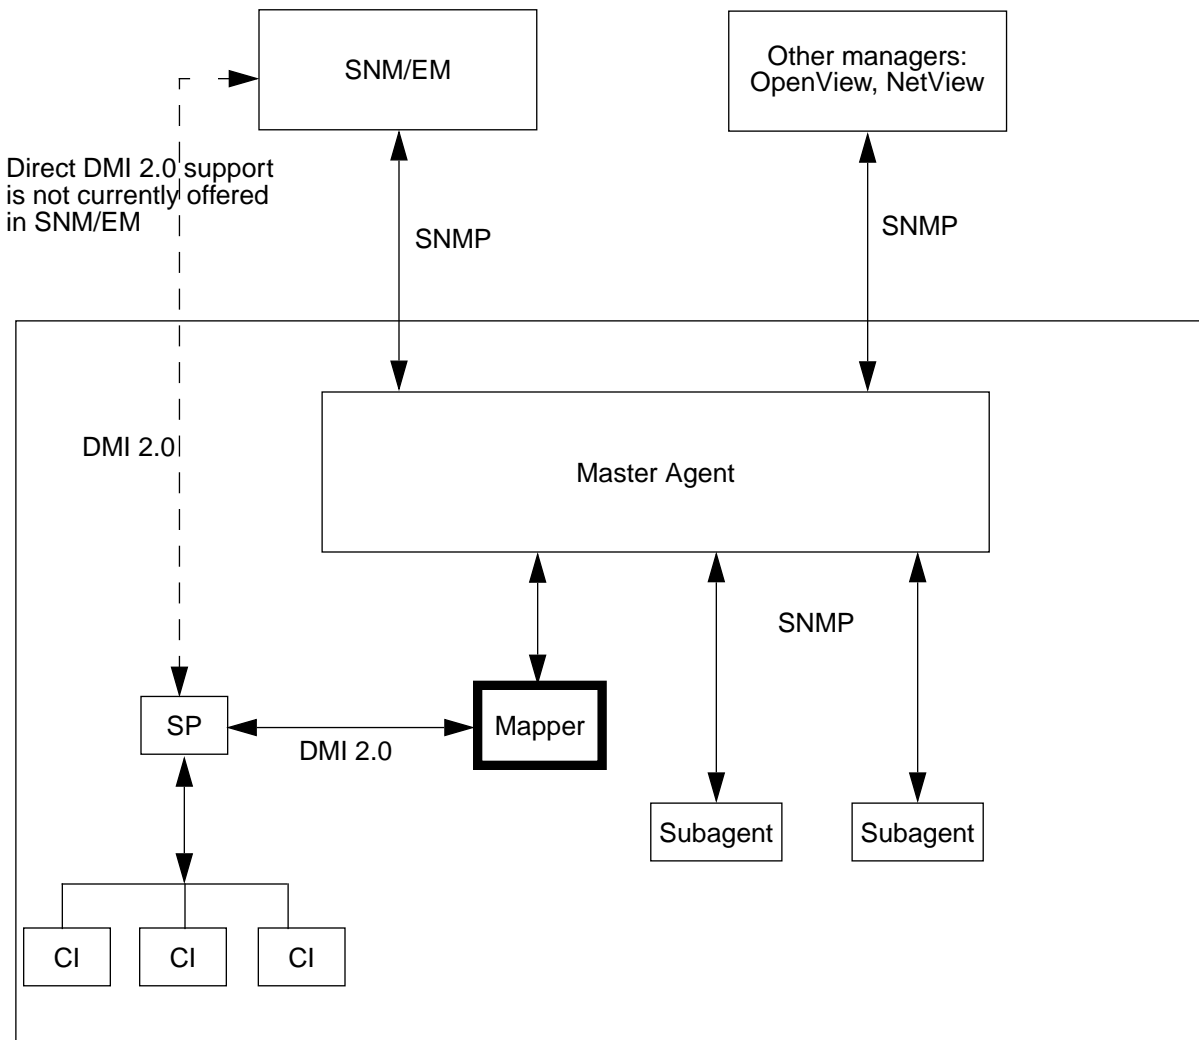 SNM/EM
Other managers:
OpenView, NetView
Direct DMI 2.0 support
is not currently offered
in SNM/EM
SNMP
SNMP
DMI 2.0
Master Agent
SNMP
SP
DMI 2.0
Mapper
Subagent
Subagent
CI
CI
CI